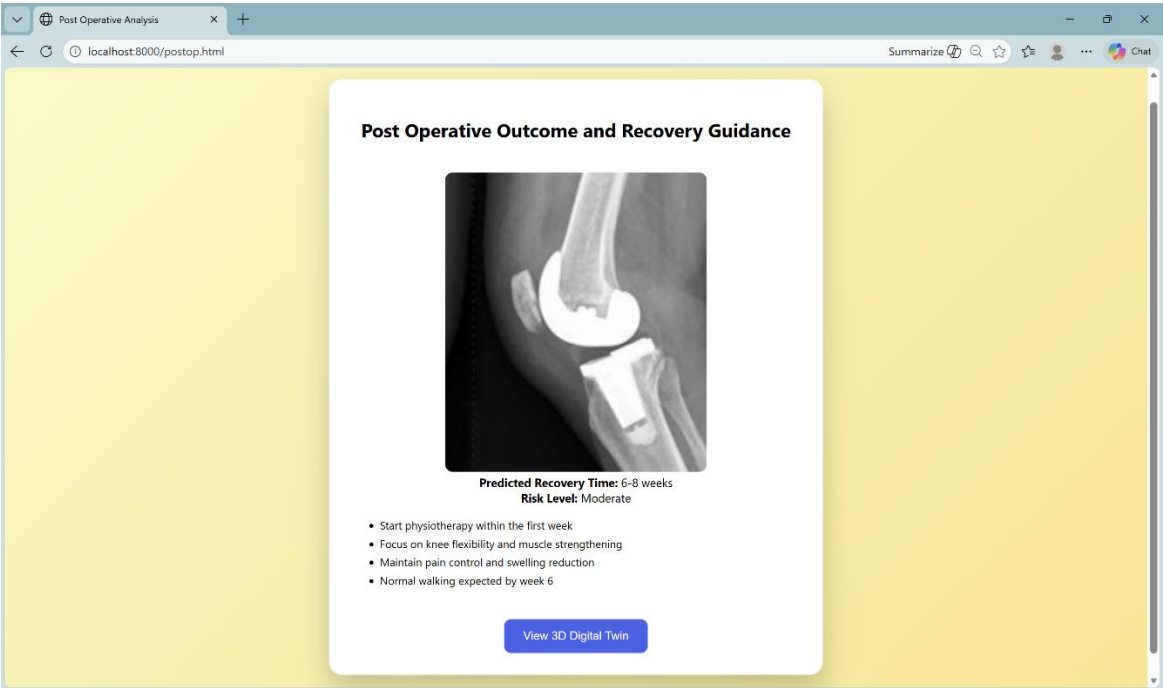 Post Operative Analysis
localhost:8000/postop.html
Summarize
Chat
Post Operative Outcome and Recovery Guidance
Predicted Recovery Time: 6-8 weeks
Risk Level: Moderate
Start physiotherapy within the first week
Focus on knee flexibility and muscle strengthening
Maintain pain control and swelling reduction
Normal walking expected by week 6
View 3D Digital Twin